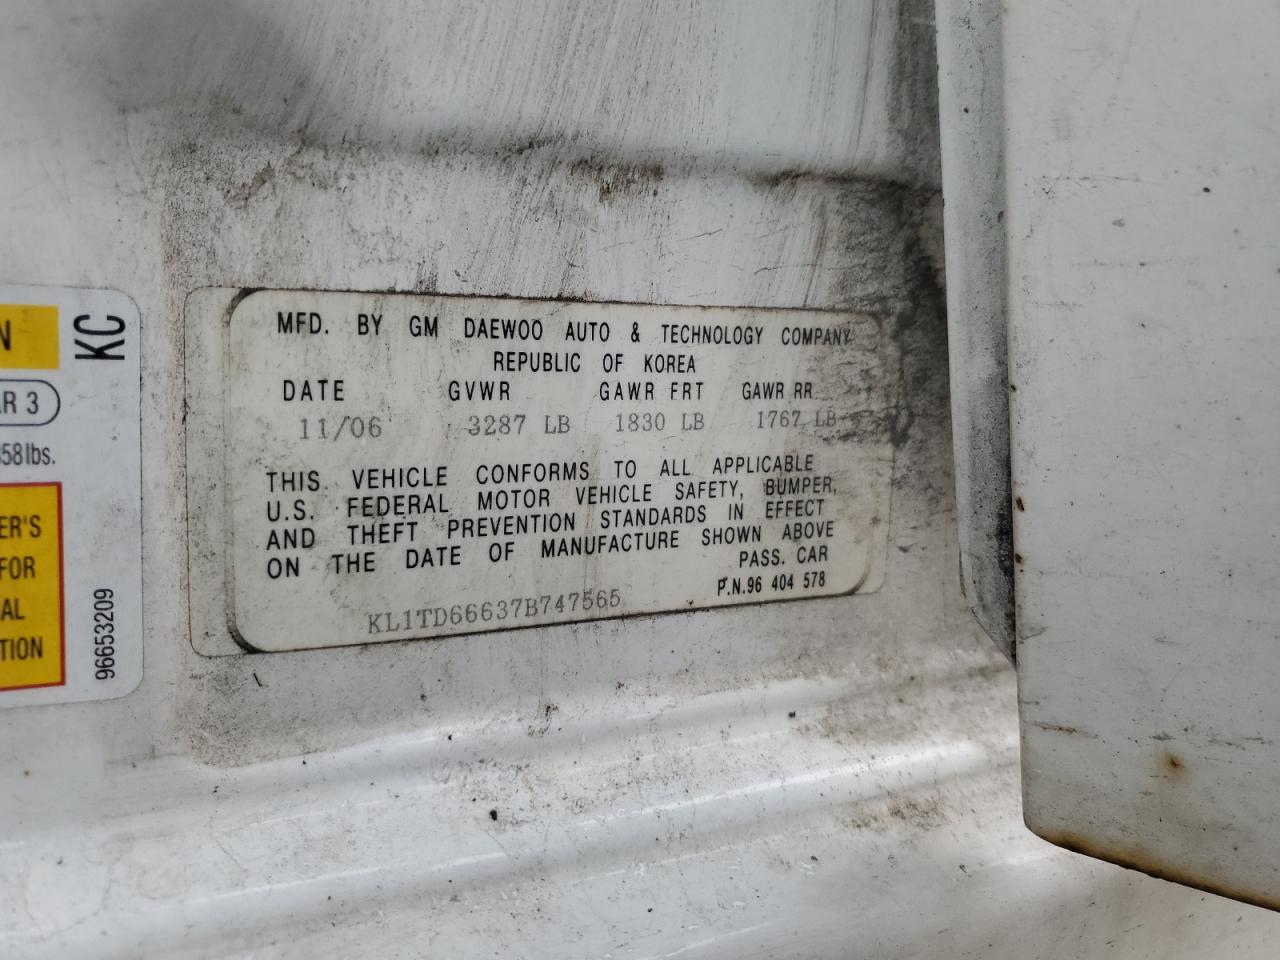 N
KC
AR 3
58lbs.
ER'S
FOR
AL
TION
96653209
MFD. BY GM DAEWOO AUTO & TECHNOLOGY COMPANY
REPUBLIC OF KOREA
DATE GVWR GAWR FRT GAWR RR
11/06 3287 LB 1830 LB 1767 LB
THIS VEHICLE CONFORMS TO ALL APPLICABLE
U.S. FEDERAL MOTOR VEHICLE SAFETY, BUMPER,
AND THEFT PREVENTION STANDARDS IN EFFECT
ON THE DATE OF MANUFACTURE SHOWN ABOVE
PASS. CAR
P.N.96 404 578
KL1TD66637B747565